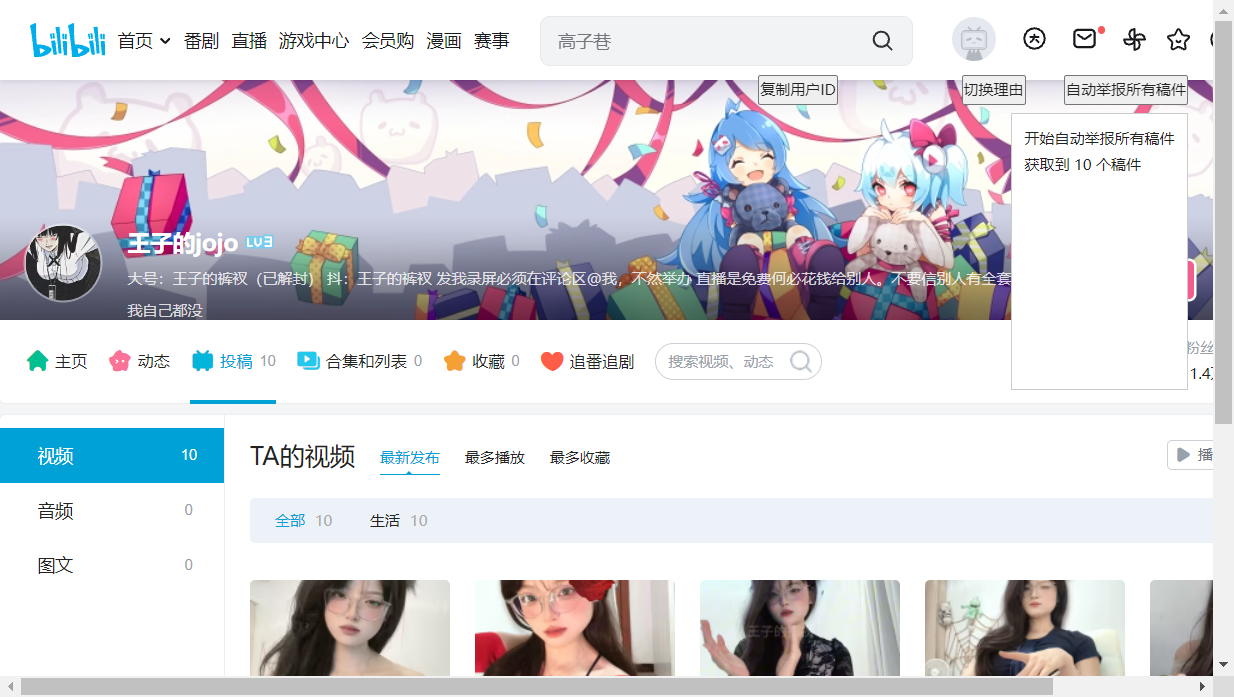 bilibili 首页 番剧 直播 游戏中心 会员购 漫画 赛事 高子巷
复制用户ID 切换理由 自动举报所有稿件
开始自动举报所有稿件
获取到 10 个稿件
王子的jojo LV3
大号：王子的裤衩（已解封） 抖：王子的裤衩 发我录屏必须在评论区@我，不然举办 直播是免费何必花钱给别人。不要信别人有全套
我自己都没
主页 动态 投稿 10 合集和列表 0 收藏 0 追番追剧 搜索视频、动态
粉丝
1.4万
视频 10
音频 0
图文 0
TA的视频 最新发布 最多播放 最多收藏 播
全部 10 生活 10